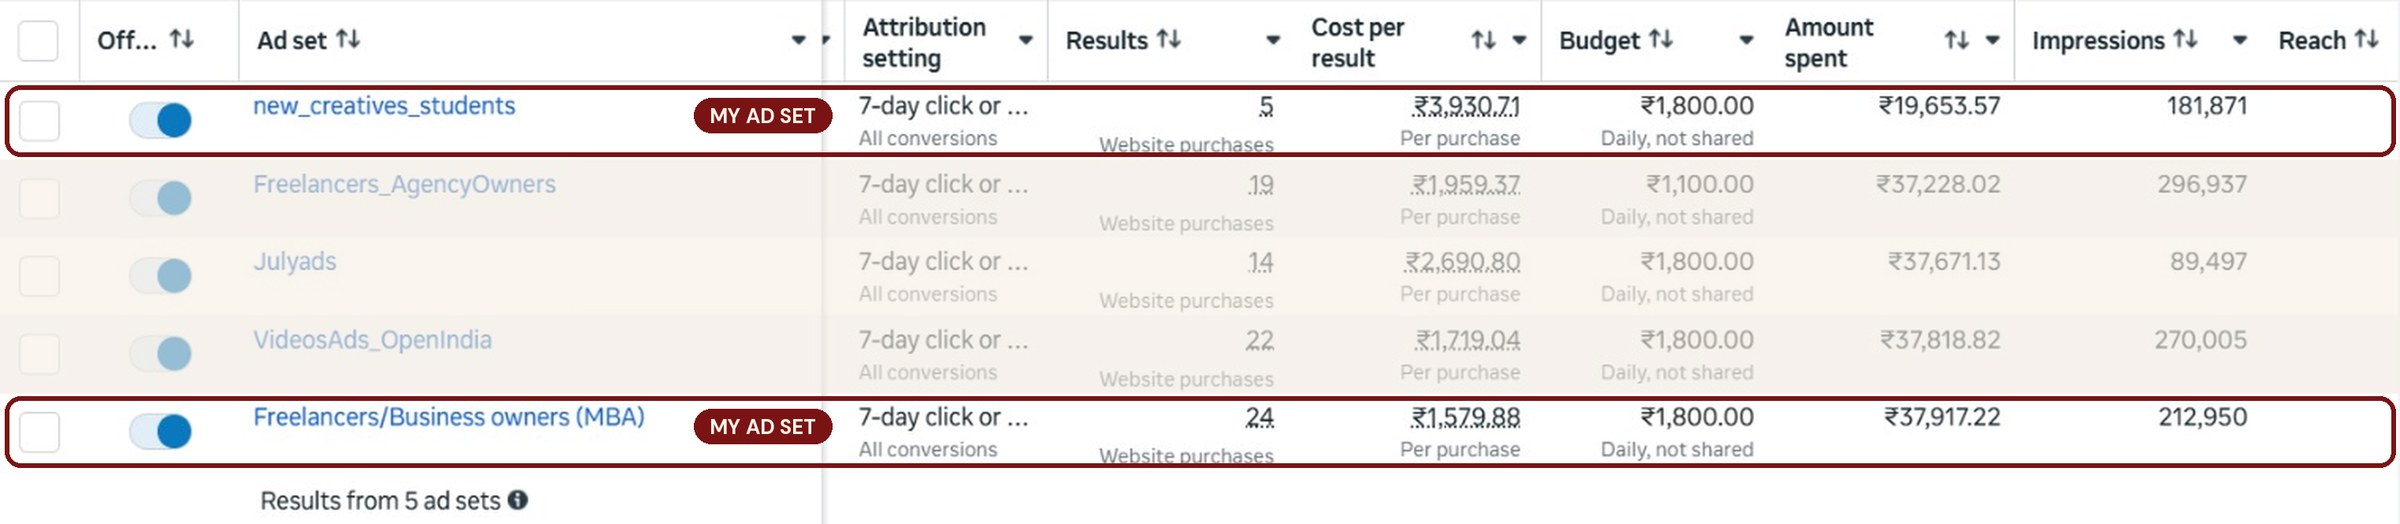 Off... Ad set Attribution setting Results Cost per result Budget Amount spent Impressions Reach
new_creatives_students MY AD SET 7-day click or ... 5 ₹3,930.71 ₹1,800.00 ₹19,653.57 181,871
All conversions Website purchases Per purchase Daily, not shared
Freelancers_AgencyOwners 7-day click or ... 19 ₹1,959.37 ₹1,100.00 ₹37,228.02 296,937
All conversions Website purchases Per purchase Daily, not shared
Julyads 7-day click or ... 14 ₹2,690.80 ₹1,800.00 ₹37,671.13 89,497
All conversions Website purchases Per purchase Daily, not shared
VideosAds_OpenIndia 7-day click or ... 22 ₹1,719.04 ₹1,800.00 ₹37,818.82 270,005
All conversions Website purchases Per purchase Daily, not shared
Freelancers/Business owners (MBA) MY AD SET 7-day click or ... 24 ₹1,579.88 ₹1,800.00 ₹37,917.22 212,950
All conversions Website purchases Per purchase Daily, not shared
Results from 5 ad sets